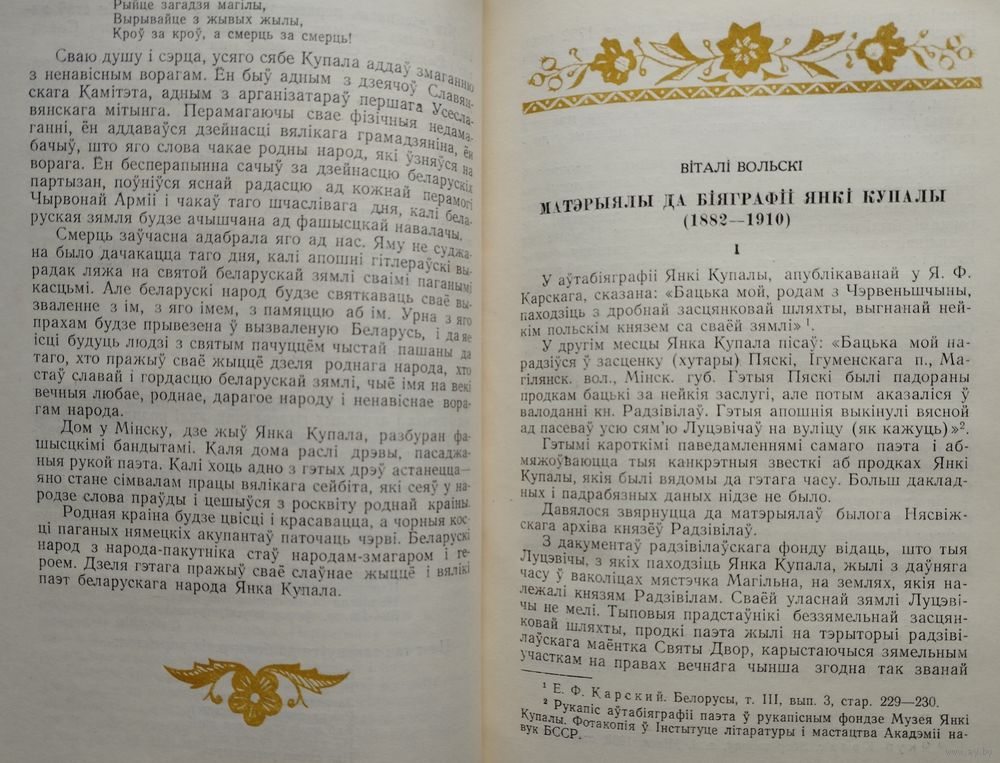 Рыйце загадзя магілы,
Вырывайце з жывых жылы,
Кроў за кроў, а смерць за смерць!
Сваю душу і сэрца, усяго сябе Купала аддаў змаганню
з ненавісным ворагам. Ён быў адным з дзеячоў Славян-
скага Камітэта, адным з арганізатараў першага Усесла-
вянскага мітынга. Перамагаючы свае фізічныя недама-
ганні, ён аддаваўся дзейнасці вялікага грамадзяніна, ён
бачыў, што яго слова чакае родны народ, які ўзняўся на
ворага. Ён бесперапынна сачыў за дзейнасцю беларускіх
партызан, поўніўся яснай радасцю ад кожнай перамогі
Чырвонай Арміі і чакаў таго шчаслівага дня, калі бела-
руская зямля будзе ачышчана ад фашысцкай навалачы.
Смерць заўчасна адабрала яго ад нас. Яму не суджа-
на было дачакацца таго дня, калі апошні гітлераўскі вы-
радак ляжа на святой беларускай зямлі сваімі паганымі
касцьмі. Але беларускі народ будзе святкаваць сваё вы-
зваленне з ім, з яго імем, з памяццю аб ім. Урна з яго
прахам будзе прывезена ў вызваленую Беларусь, і да яе
ісці будуць людзі з святым пачуццём чыстай пашаны да
таго, хто пражыў сваё жыццё дзеля роднага народа, хто
стаў славай і гордасцю беларускай зямлі, чыё імя на векі
вечныя любае, роднае, дарагое народу і ненавіснае вора-
гам народа.
Дом у Мінску, дзе жыў Янка Купала, разбуран фа-
шысцкімі бандытамі. Каля дома раслі дрэвы, пасаджа-
ныя рукой паэта. Калі хоць адно з гэтых дрэў астанецца—
яно стане сімвалам працы вялікага сейбіта, які сеяў у на-
родзе слова праўды і цешыўся з росквіту роднай краіны.
Родная краіна будзе цвісці і красавацца, а чорныя кос-
ці паганых нямецкіх акупантаў паточаць чэрві. Беларускі
народ з народа-пакутніка стаў народам-змагаром і ге-
роем. Дзеля гэтага пражыў сваё слаўнае жыццё і вялікі
паэт беларускага народа Янка Купала.
ВІТАЛІ ВОЛЬСКІ
МАТЭРЫЯЛЫ ДА БІЯГРАФІІ ЯНКІ КУПАЛЫ
(1882—1910)
I
У аўтабіяграфіі Янкі Купалы, апублікаванай у Я. Ф.
Карскага, сказана: «Бацька мой, родам з Чэрвеньшчыны,
паходзіць з дробнай засцянковай шляхты, выгнанай ней-
кім польскім князем са сваёй зямлі» ¹.
У другім месцы Янка Купала пісаў: «Бацька мой на-
радзіўся ў засценку (хутары) Пяскі, Ігуменскага п., Ма-
гілянск. вол., Мінск. губ. Гэтыя Пяскі былі падораны
продкам бацькі за нейкія заслугі, але потым аказаліся ў
валоданні кн. Радзівілаў. Гэтыя апошнія выкінулі вясной
ад пасеваў усю сям’ю Луцэвічаў на вуліцу (як кажуць)»².
Гэтымі кароткімі паведамленнямі самаго паэта і аб-
мяжоўваюцца тыя канкрэтныя звесткі аб продках Янкі
Купалы, якія былі вядомы да гэтага часу. Больш даклад-
ных і падрабязных даных нідзе не было.
Давялося звярнуцца да матэрыялаў былога Нясвіж-
скага архіва князёў Радзівілаў.
З дакументаў радзівілаўскага фонду відаць, што тыя
Луцэвічы, з якіх паходзіць Янка Купала, жылі з даўняга
часу ў ваколіцах мястэчка Магільна, на землях, якія на-
лежалі князям Радзівілам. Сваёй уласнай зямлі Луцэві-
чы не мелі. Тыповыя прадстаўнікі беззямельнай засцян-
ковай шляхты, продкі паэта жылі на тэрыторыі радзіві-
лаўскага маёнтка Святы Двор, карыстаючыся зямельным
участкам на правах вечнага чынша згодна так званай
¹ Е. Ф. Карский. Белорусы, т. III, вып. 3, стар. 229—230.
² Рукапіс аўтабіяграфіі паэта ў рукапісным фондзе Музея Янкі
Купалы. Фотакопія ў Інстытуце літаратуры і мастацтва Акадэміі на-
вук БССР.